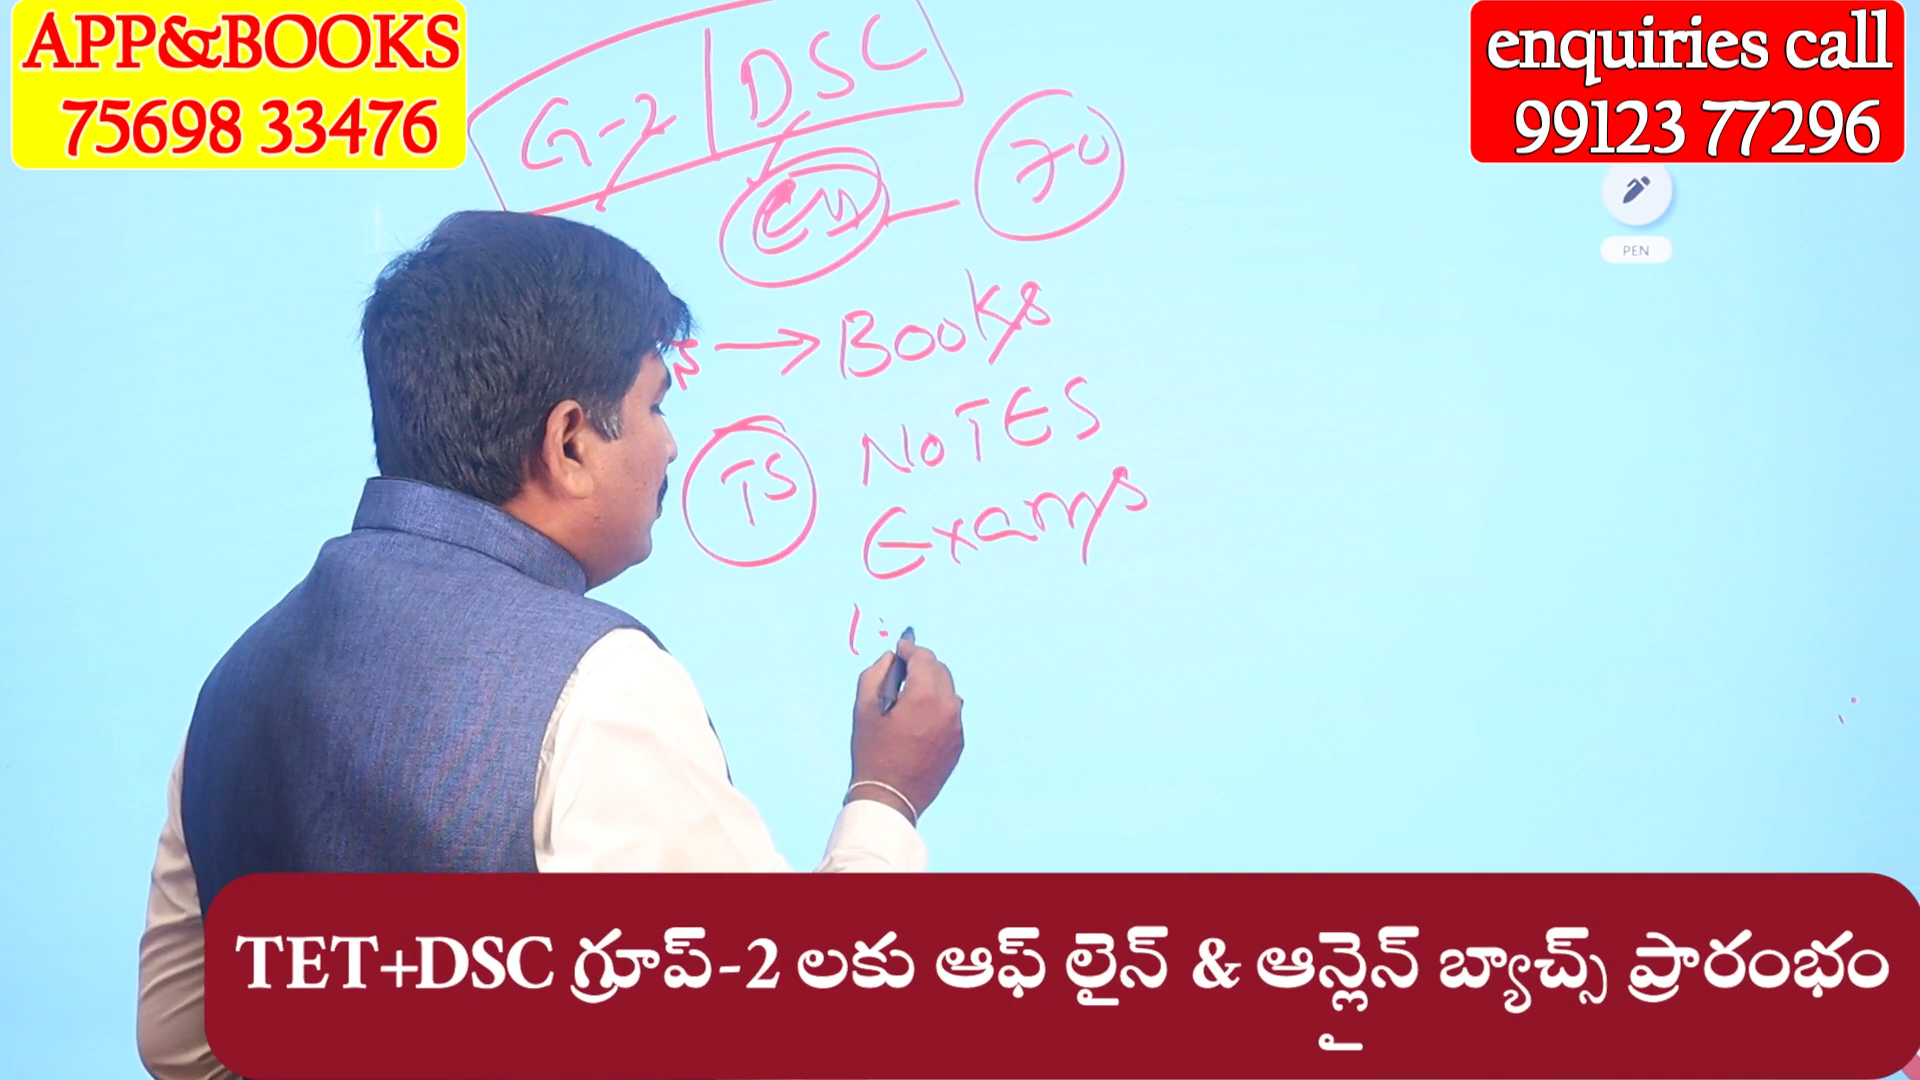 APP&BOOKS
75698 33476
enquiries call
99123 77296
PEN
G-2 | DSC
70
→ Books
TS NOTES
Exams
TET+DSC గ్రూప్-2 లకు ఆఫ్ లైన్ & ఆన్లైన్ బ్యాచ్స్ ప్రారంభం